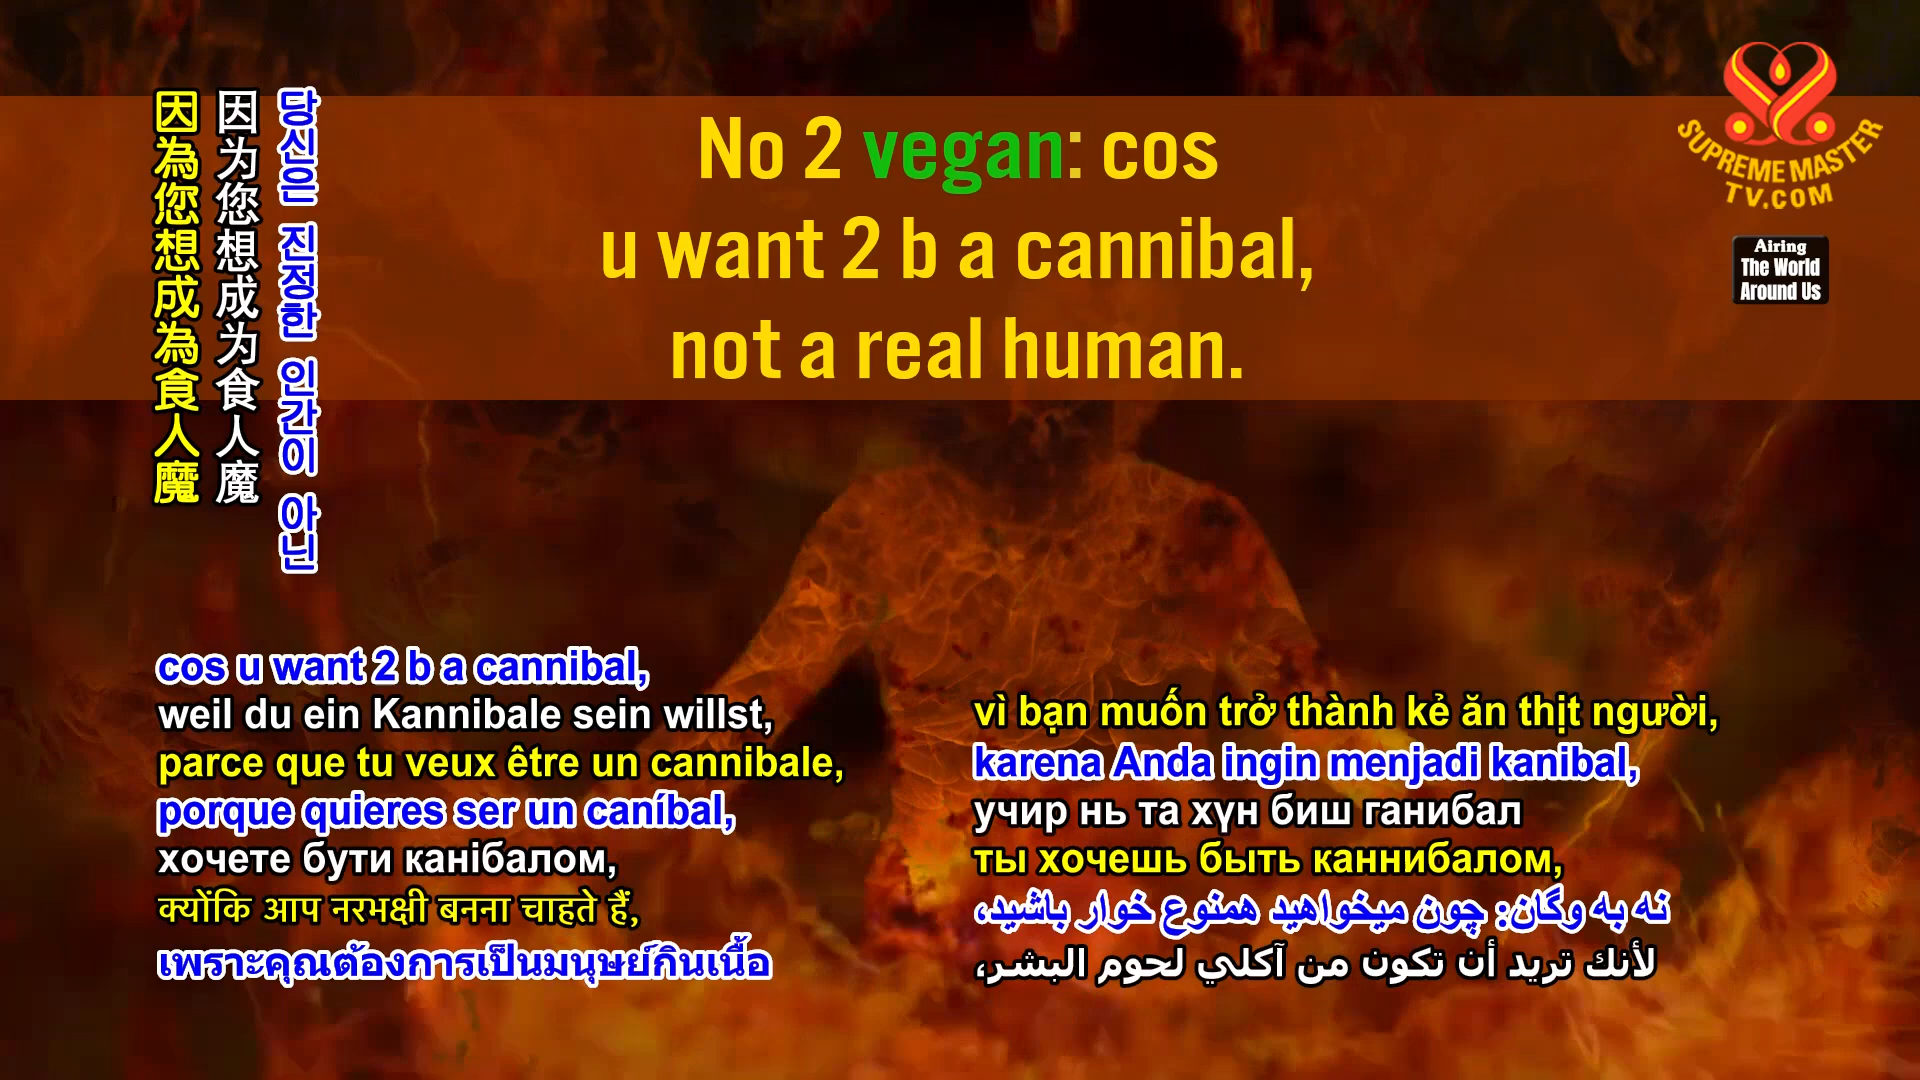 No 2 vegan: cos
u want 2 b a cannibal,
not a real human.
SUPREME MASTER
TV.COM
Airing
The World
Around Us
因為您想成為食人魔
因为您想成为食人魔
당신은 진정한 인간이 아닌
cos u want 2 b a cannibal,
weil du ein Kannibale sein willst,
parce que tu veux être un cannibale,
porque quieres ser un caníbal,
хочете бути канібалом,
क्योंकि आप नरभक्षी बनना चाहते हैं,
เพราะคุณต้องการเป็นมนุษย์กินเนื้อ
vì bạn muốn trở thành kẻ ăn thịt người,
karena Anda ingin menjadi kanibal,
учир нь та хүн биш ганибал
ты хочешь быть каннибалом,
نه به وگان: چون میخواهید همنوع خوار باشید،
لأنك تريد أن تكون من آكلي لحوم البشر،